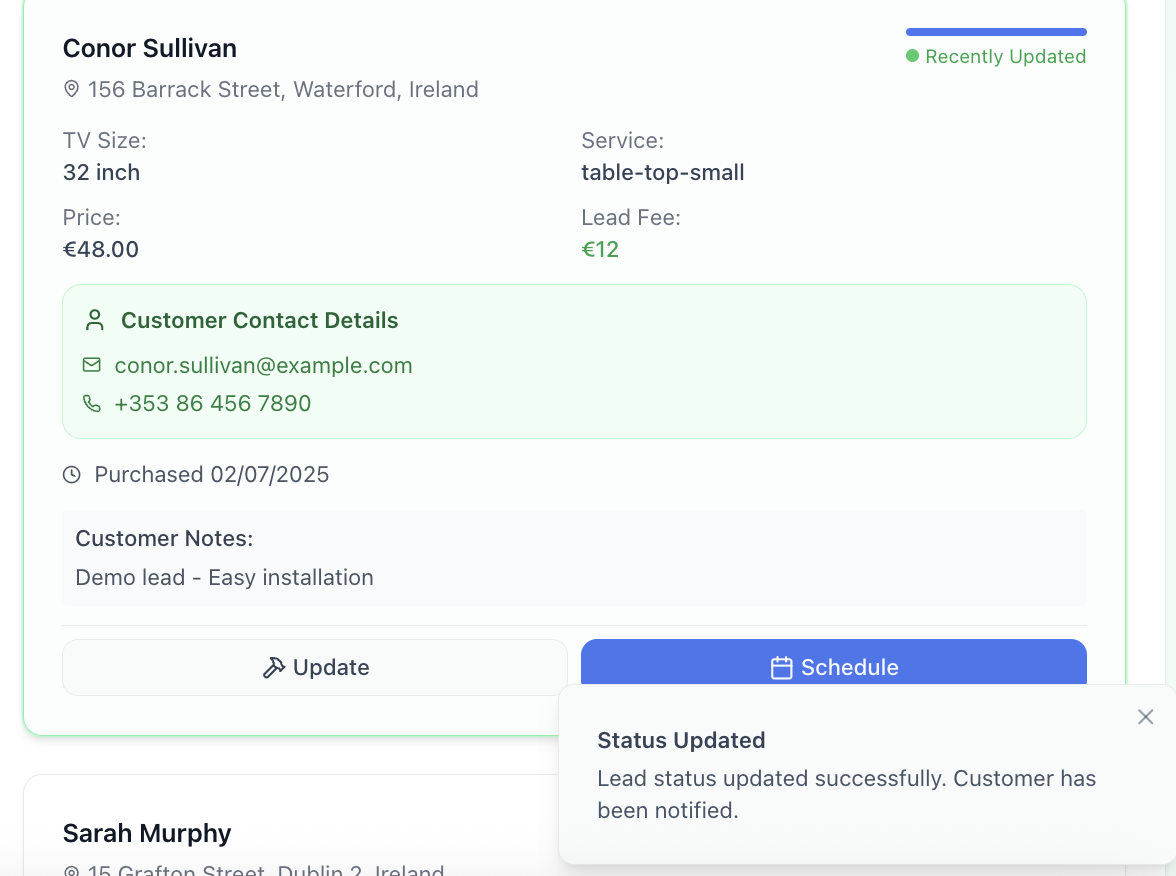 Conor Sullivan
Recently Updated
156 Barrack Street, Waterford, Ireland
TV Size:
Service:
32 inch
table-top-small
Price:
Lead Fee:
€48.00
€12
Customer Contact Details
conor.sullivan@example.com
+353 86 456 7890
Purchased 02/07/2025
Customer Notes:
Demo lead - Easy installation
Update
Schedule
Status Updated
Lead status updated successfully. Customer has
been notified.
Sarah Murphy
15 Grafton Street, Dublin 2, Ireland